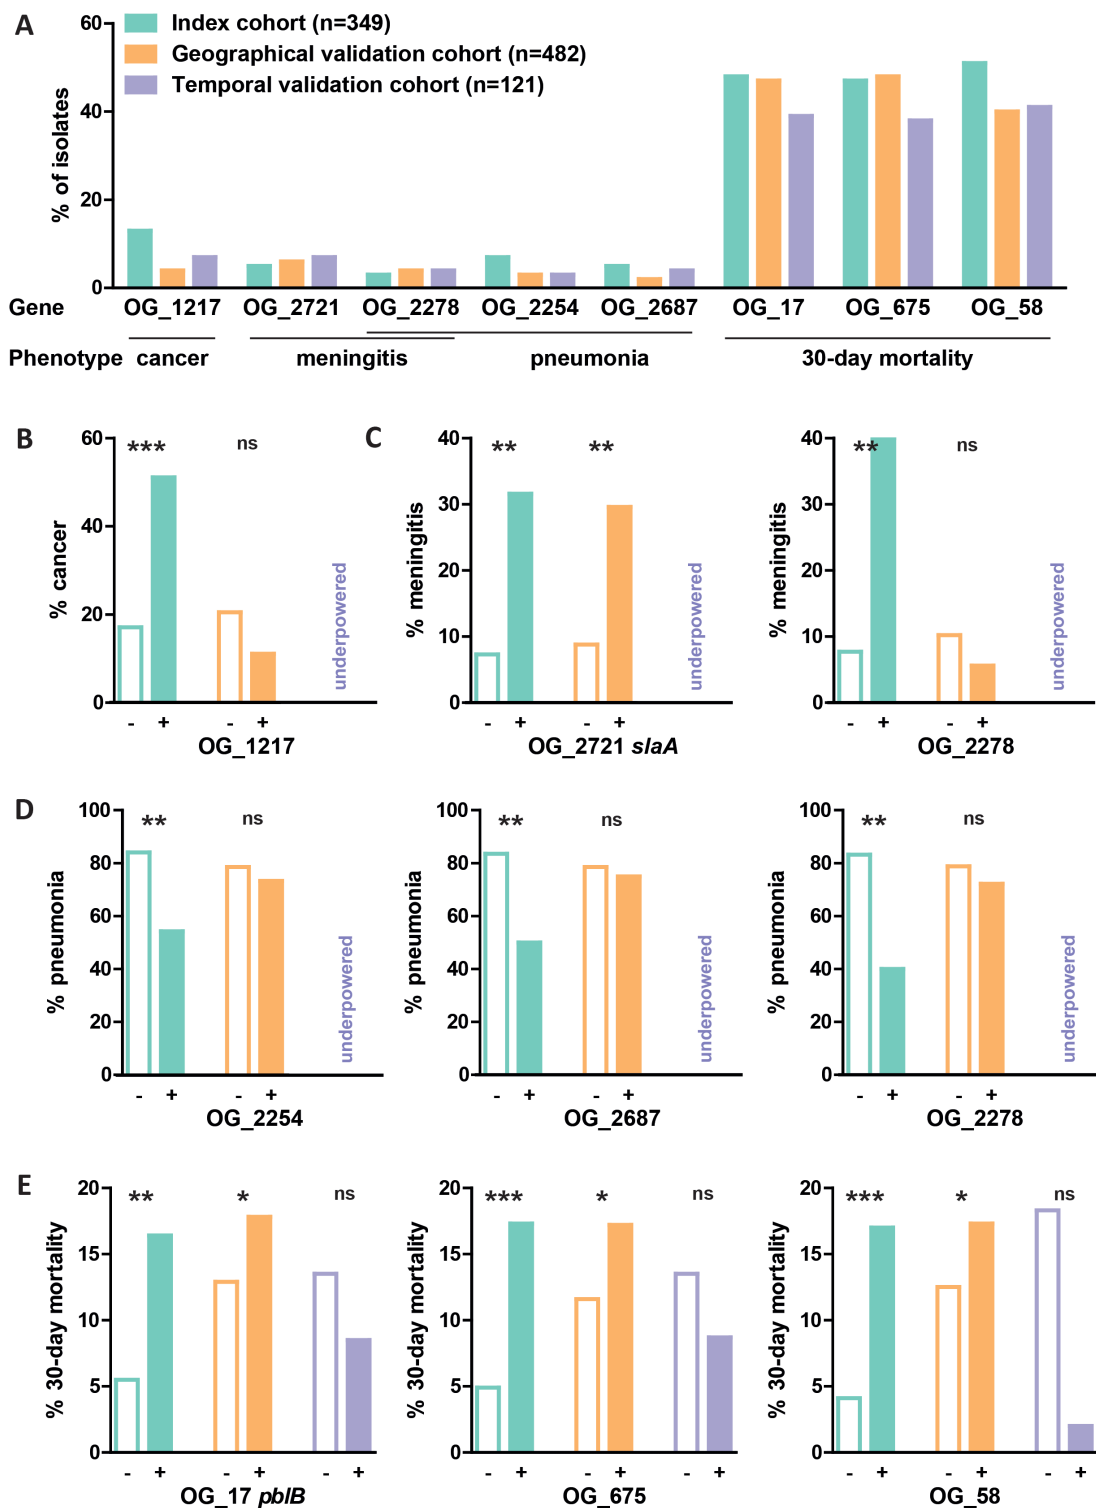 A
60
40
20
0
% of isolates
Index cohort (n=349)
Geographical validation cohort (n=482)
Temporal validation cohort (n=121)
Gene OG_1217 OG_2721 OG_2278 OG_2254 OG_2687 OG_17 OG_675 OG_58
Phenotype cancer meningitis pneumonia 30-day mortality
B
60
40
20
0
% cancer
*** ns
underpowered
- + - +
OG_1217
C
40
30
20
10
0
% meningitis
** **
underpowered
- + - +
OG_2721 slaA
40
30
20
10
0
% meningitis
** ns
underpowered
- + - +
OG_2278
D
100
80
60
40
20
0
% pneumonia
** ns
underpowered
- + - +
OG_2254
100
80
60
40
20
0
% pneumonia
** ns
underpowered
- + - +
OG_2687
100
80
60
40
20
0
% pneumonia
** ns
underpowered
- + - +
OG_2278
E
20
15
10
5
0
% 30-day mortality
** * ns
- + - + - +
OG_17 pblB
20
15
10
5
0
% 30-day mortality
*** * ns
- + - + - +
OG_675
20
15
10
5
0
% 30-day mortality
*** * ns
- + - + - +
OG_58